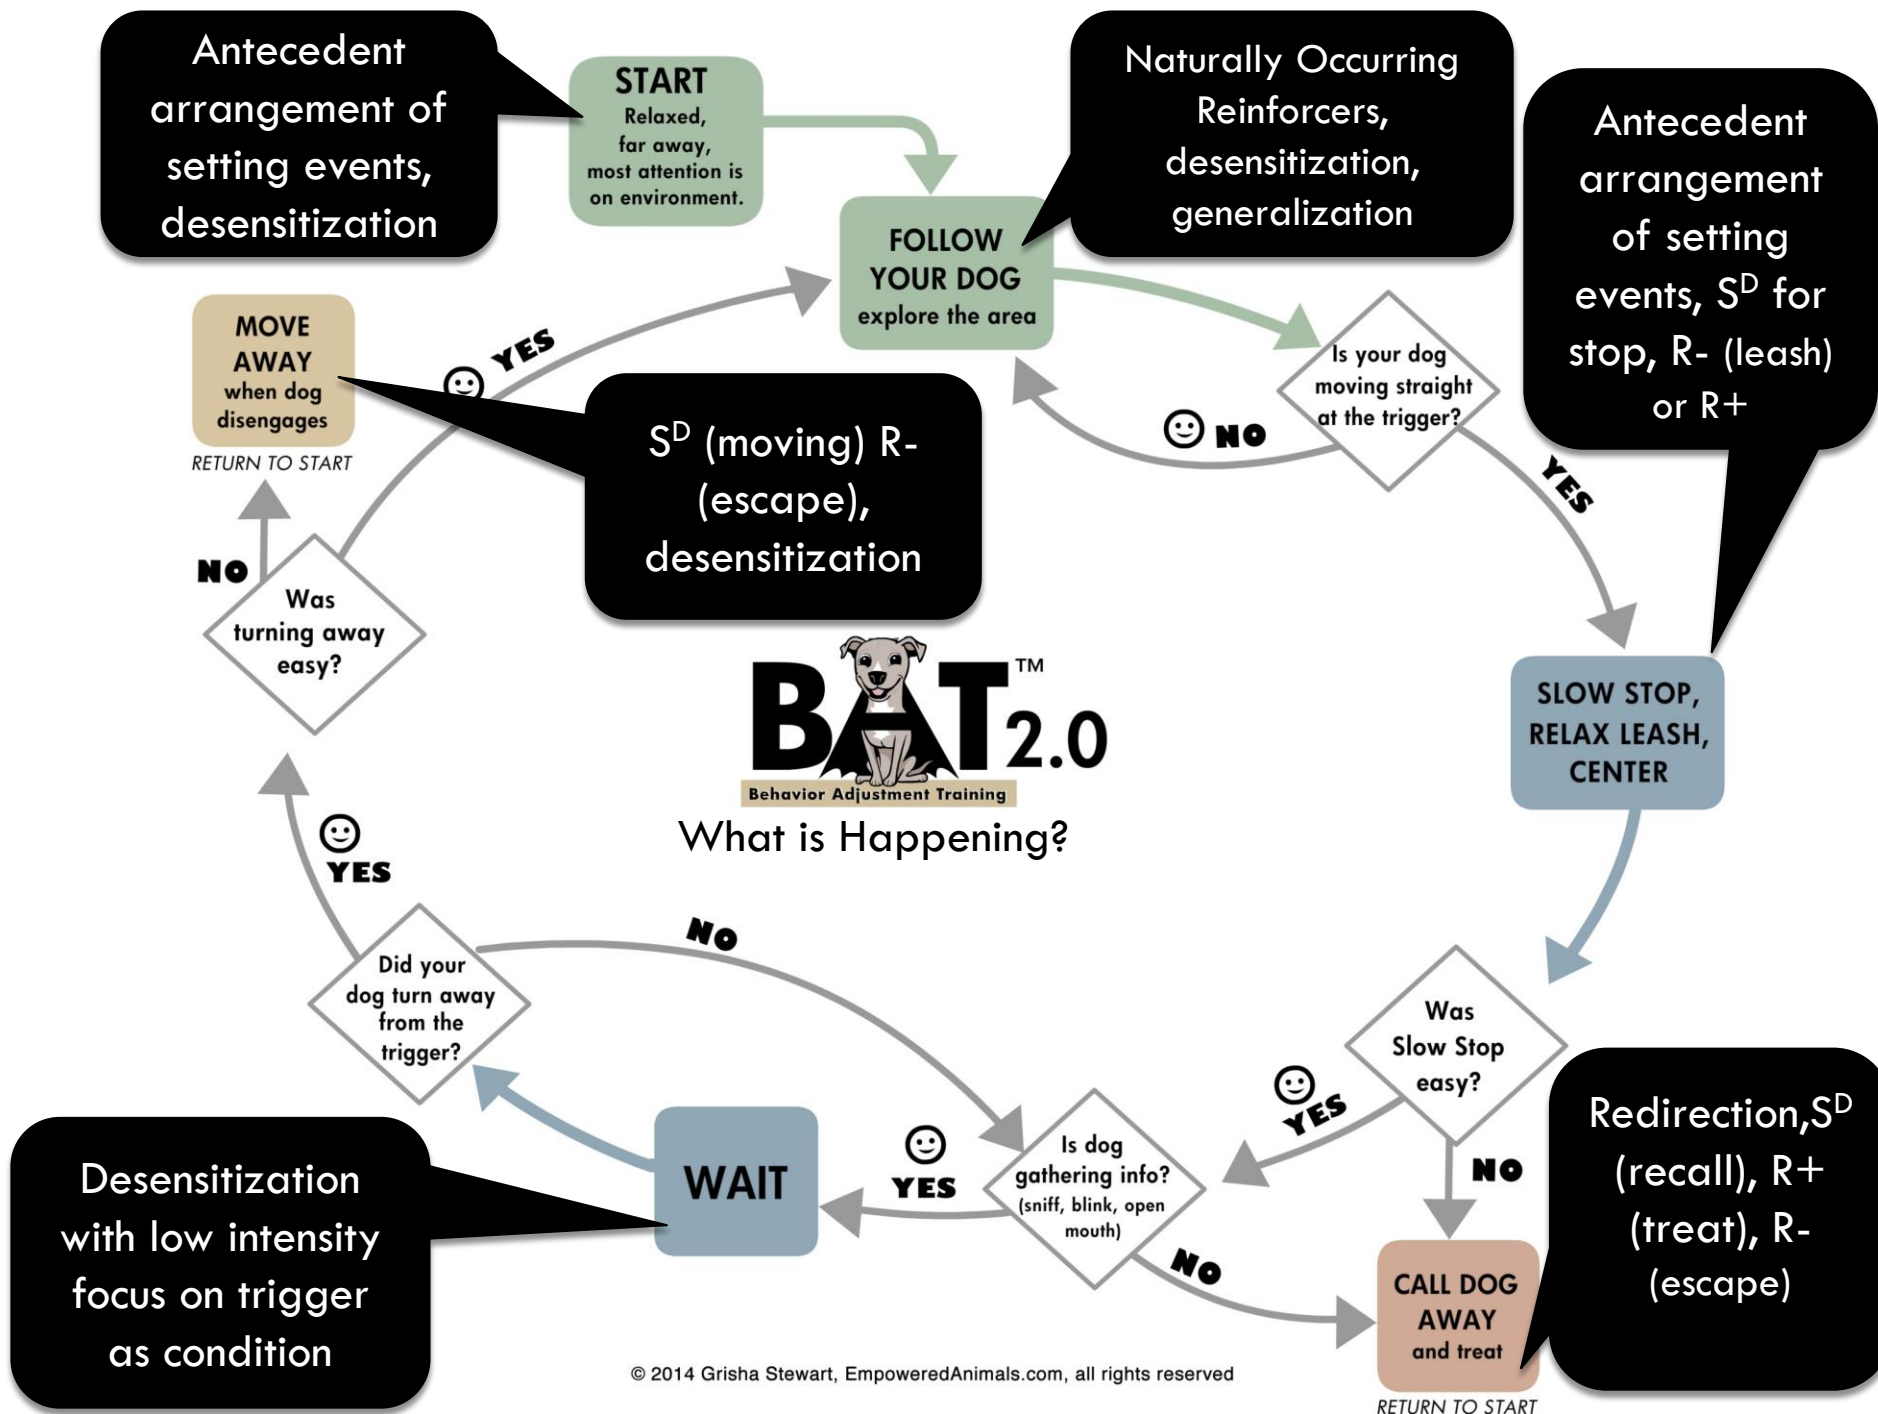 Antecedent
arrangement of
setting events,
desensitization
START
Relaxed,
far away,
most attention is
on environment.
Naturally Occurring
Reinforcers,
desensitization,
generalization
Antecedent
arrangement
of setting
events, Sᴰ for
stop, R- (leash)
or R+
FOLLOW
YOUR DOG
explore the area
MOVE
AWAY
when dog
disengages
RETURN TO START
YES
Sᴰ (moving) R-
(escape),
desensitization
Is your dog
moving straight
at the trigger?
NO
YES
NO
Was
turning away
easy?
BAT™ 2.0
Behavior Adjustment Training
What is Happening?
SLOW STOP,
RELAX LEASH,
CENTER
YES
NO
Did your
dog turn away
from the
trigger?
Was
Slow Stop
easy?
YES
NO
Redirection,Sᴰ
(recall), R+
(treat), R-
(escape)
Desensitization
with low intensity
focus on trigger
as condition
WAIT
YES
Is dog
gathering info?
(sniff, blink, open
mouth)
NO
CALL DOG
AWAY
and treat
RETURN TO START
© 2014 Grisha Stewart, EmpoweredAnimals.com, all rights reserved